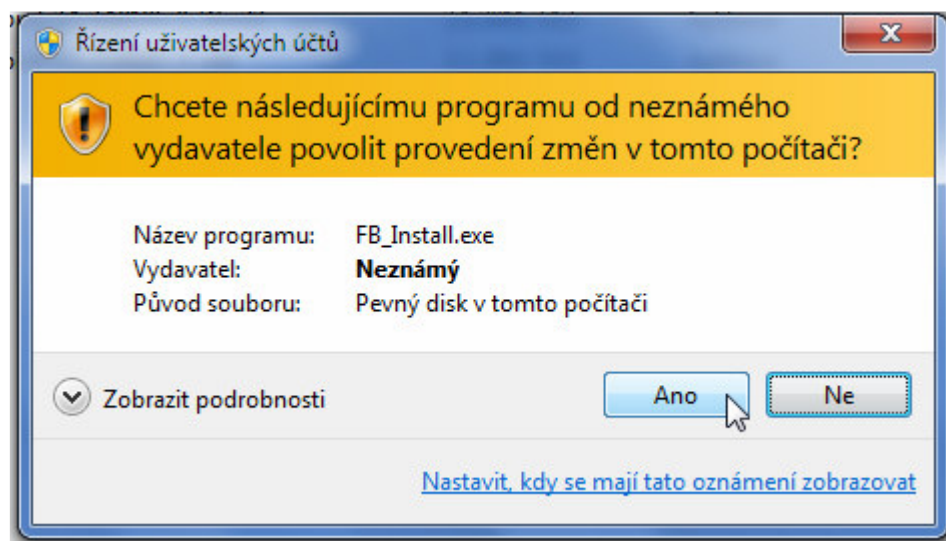 Řízení uživatelských účtů
Chcete následujícímu programu od neznámého
vydavatele povolit provedení změn v tomto počítači?
Název programu: FB_Install.exe
Vydavatel: Neznámý
Původ souboru: Pevný disk v tomto počítači
Zobrazit podrobnosti Ano Ne
Nastavit, kdy se mají tato oznámení zobrazovat